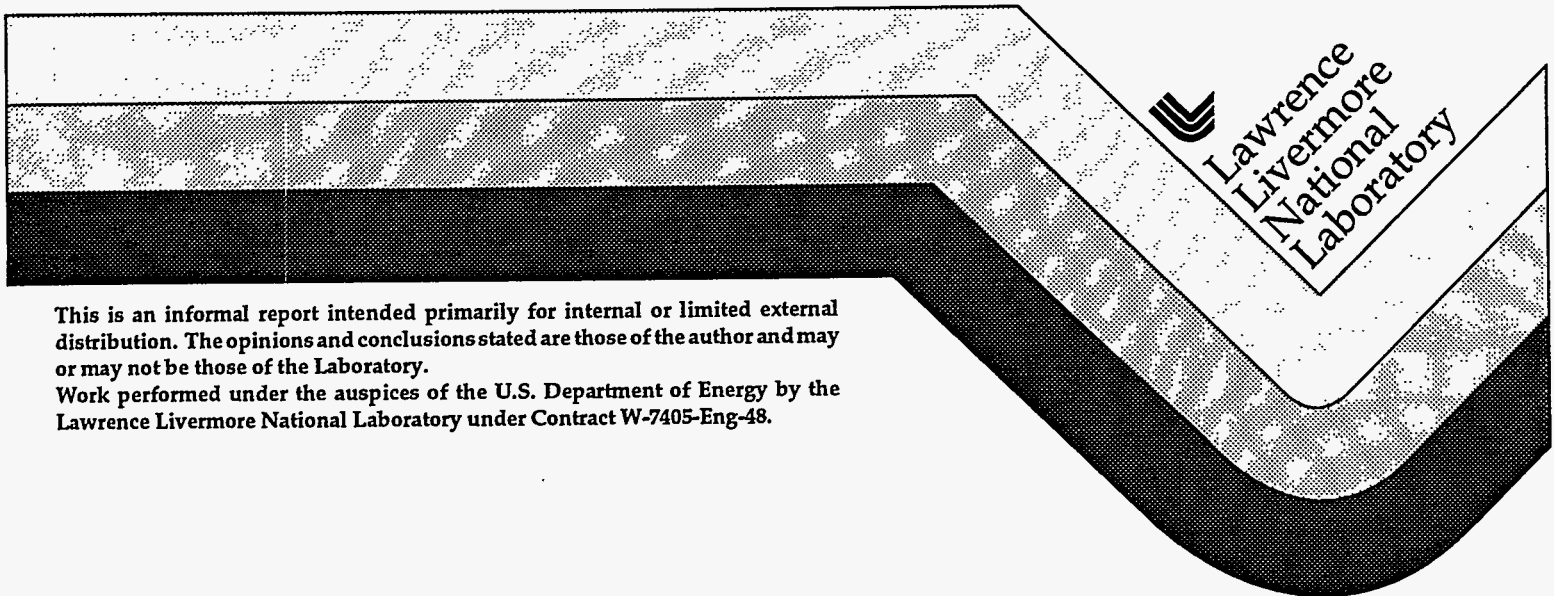 Lawrence
Livermore
National
Laboratory
This is an informal report intended primarily for internal or limited external
distribution. The opinions and conclusions stated are those of the author and may
or may not be those of the Laboratory.
Work performed under the auspices of the U.S. Department of Energy by the
Lawrence Livermore National Laboratory under Contract W-7405-Eng-48.